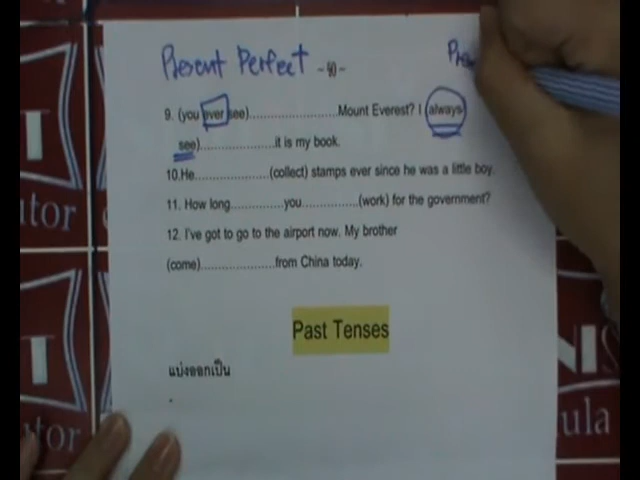 Present Perfect
~ 40 ~
9. (you ever see)........................Mount Everest? I (always
see)....................it is my book.
10.He....................(collect) stamps ever since he was a little boy.
11. How long..............you...............(work) for the government?
12. I've got to go to the airport now. My brother
(come)....................from China today.
Past Tenses
แบ่งออกเป็น